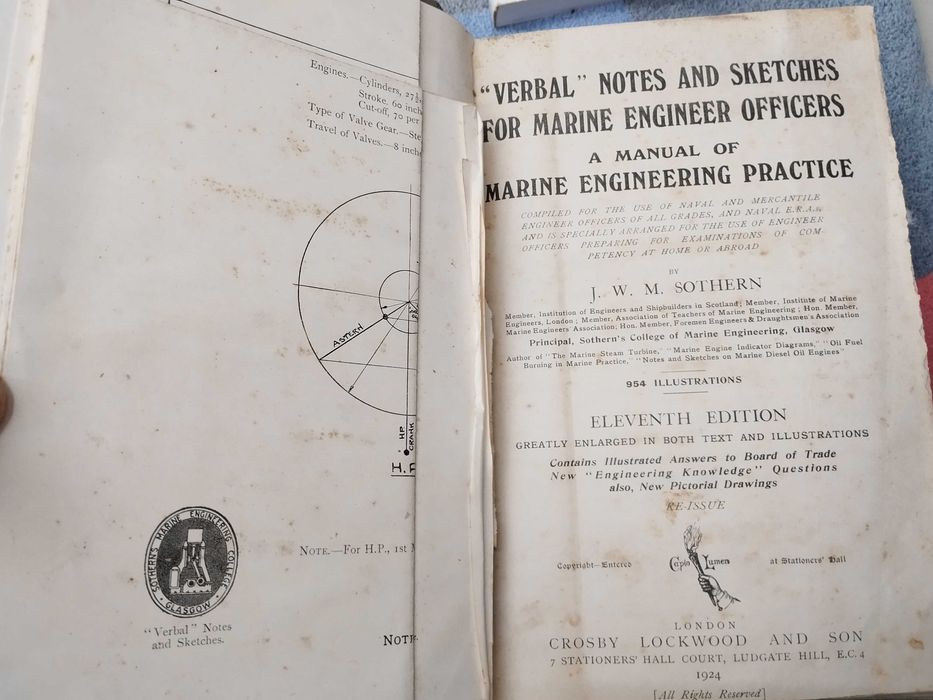 Engines.—Cylinders, 27
Stroke, 60 inch
Cut-off, 70 per
Type of Valve Gear.—Ste
Travel of Valves.—8 inch
ASTERN
H.P.
CRANK
H.P
NOTE.—For H.P., 1st
NOTE
SOTHERN'S MARINE ENGINEERING COLLEGE
GLASGOW
"Verbal" Notes
and Sketches.
"VERBAL" NOTES AND SKETCHES
FOR MARINE ENGINEER OFFICERS
A MANUAL OF
MARINE ENGINEERING PRACTICE
COMPILED FOR THE USE OF NAVAL AND MERCANTILE
ENGINEER OFFICERS OF ALL GRADES, AND NAVAL E.R.A.s,
AND IS SPECIALLY ARRANGED FOR THE USE OF ENGINEER
OFFICERS PREPARING FOR EXAMINATIONS OF COM-
PETENCY AT HOME OR ABROAD
BY
J. W. M. SOTHERN
Member, Institution of Engineers and Shipbuilders in Scotland; Member, Institute of Marine
Engineers, London; Member, Association of Teachers of Marine Engineering; Hon. Member,
Marine Engineers Association; Hon. Member, Foremen Engineers & Draughtsmen's Association
Principal, Sothern's College of Marine Engineering, Glasgow
Author of "The Marine Steam Turbine," "Marine Engine Indicator Diagrams," "Oil Fuel
Burning in Marine Practice," "Notes and Sketches on Marine Diesel Oil Engines"
954 ILLUSTRATIONS
ELEVENTH EDITION
GREATLY ENLARGED IN BOTH TEXT AND ILLUSTRATIONS
Contains Illustrated Answers to Board of Trade
New "Engineering Knowledge" Questions
also, New Pictorial Drawings
RE-ISSUE
Copyright—Entered Capio Lumen at Stationers' Hall
LONDON
CROSBY LOCKWOOD AND SON
7 STATIONERS' HALL COURT, LUDGATE HILL, E.C. 4
1924
[All Rights Reserved]